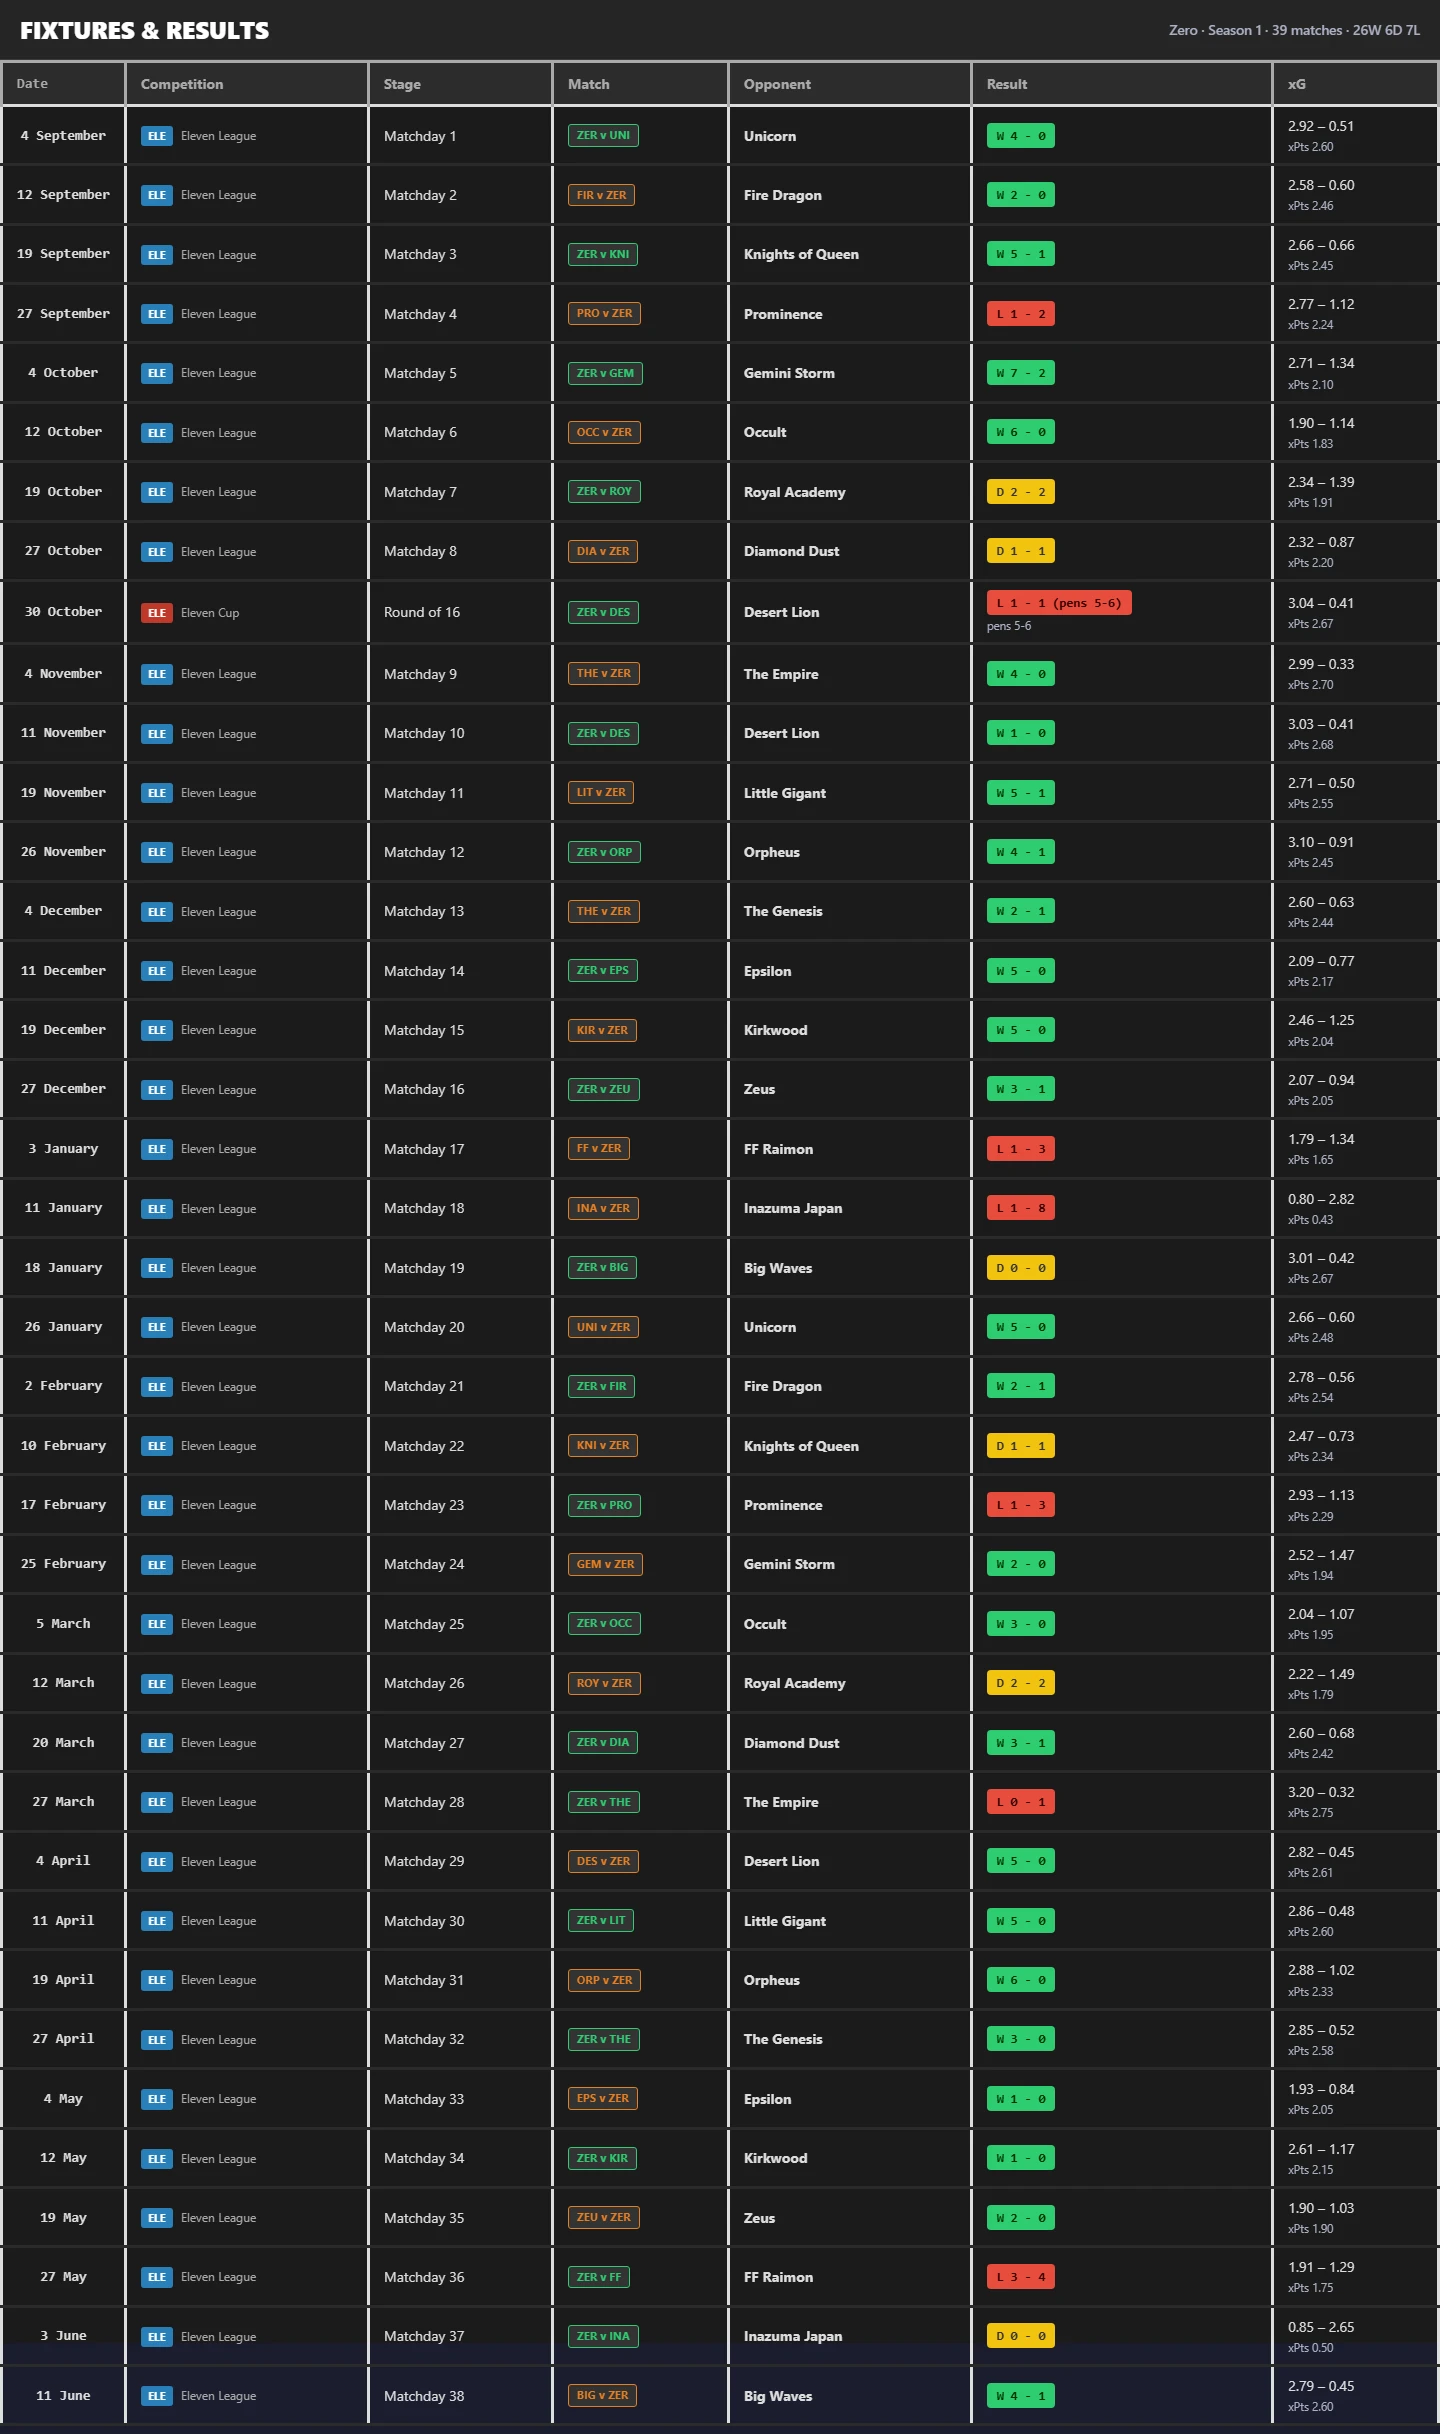 FIXTURES & RESULTS
Zero · Season 1 · 39 matches · 26W 6D 7L
Date Competition Stage Match Opponent Result xG
4 September ELE Eleven League Matchday 1 ZER v UNI Unicorn W 4 - 0 2.92 – 0.51
xPts 2.60
12 September ELE Eleven League Matchday 2 FIR v ZER Fire Dragon W 2 - 0 2.58 – 0.60
xPts 2.46
19 September ELE Eleven League Matchday 3 ZER v KNI Knights of Queen W 5 - 1 2.66 – 0.66
xPts 2.45
27 September ELE Eleven League Matchday 4 PRO v ZER Prominence L 1 - 2 2.77 – 1.12
xPts 2.24
4 October ELE Eleven League Matchday 5 ZER v GEM Gemini Storm W 7 - 2 2.71 – 1.34
xPts 2.10
12 October ELE Eleven League Matchday 6 OCC v ZER Occult W 6 - 0 1.90 – 1.14
xPts 1.83
19 October ELE Eleven League Matchday 7 ZER v ROY Royal Academy D 2 - 2 2.34 – 1.39
xPts 1.91
27 October ELE Eleven League Matchday 8 DIA v ZER Diamond Dust D 1 - 1 2.32 – 0.87
xPts 2.20
30 October ELE Eleven Cup Round of 16 ZER v DES Desert Lion L 1 - 1 (pens 5-6) 3.04 – 0.41
pens 5-6 xPts 2.67
4 November ELE Eleven League Matchday 9 THE v ZER The Empire W 4 - 0 2.99 – 0.33
xPts 2.70
11 November ELE Eleven League Matchday 10 ZER v DES Desert Lion W 1 - 0 3.03 – 0.41
xPts 2.68
19 November ELE Eleven League Matchday 11 LIT v ZER Little Gigant W 5 - 1 2.71 – 0.50
xPts 2.55
26 November ELE Eleven League Matchday 12 ZER v ORP Orpheus W 4 - 1 3.10 – 0.91
xPts 2.45
4 December ELE Eleven League Matchday 13 THE v ZER The Genesis W 2 - 1 2.60 – 0.63
xPts 2.44
11 December ELE Eleven League Matchday 14 ZER v EPS Epsilon W 5 - 0 2.09 – 0.77
xPts 2.17
19 December ELE Eleven League Matchday 15 KIR v ZER Kirkwood W 5 - 0 2.46 – 1.25
xPts 2.04
27 December ELE Eleven League Matchday 16 ZER v ZEU Zeus W 3 - 1 2.07 – 0.94
xPts 2.05
3 January ELE Eleven League Matchday 17 FF v ZER FF Raimon L 1 - 3 1.79 – 1.34
xPts 1.65
11 January ELE Eleven League Matchday 18 INA v ZER Inazuma Japan L 1 - 8 0.80 – 2.82
xPts 0.43
18 January ELE Eleven League Matchday 19 ZER v BIG Big Waves D 0 - 0 3.01 – 0.42
xPts 2.67
26 January ELE Eleven League Matchday 20 UNI v ZER Unicorn W 5 - 0 2.66 – 0.60
xPts 2.48
2 February ELE Eleven League Matchday 21 ZER v FIR Fire Dragon W 2 - 1 2.78 – 0.56
xPts 2.54
10 February ELE Eleven League Matchday 22 KNI v ZER Knights of Queen D 1 - 1 2.47 – 0.73
xPts 2.34
17 February ELE Eleven League Matchday 23 ZER v PRO Prominence L 1 - 3 2.93 – 1.13
xPts 2.29
25 February ELE Eleven League Matchday 24 GEM v ZER Gemini Storm W 2 - 0 2.52 – 1.47
xPts 1.94
5 March ELE Eleven League Matchday 25 ZER v OCC Occult W 3 - 0 2.04 – 1.07
xPts 1.95
12 March ELE Eleven League Matchday 26 ROY v ZER Royal Academy D 2 - 2 2.22 – 1.49
xPts 1.79
20 March ELE Eleven League Matchday 27 ZER v DIA Diamond Dust W 3 - 1 2.60 – 0.68
xPts 2.42
27 March ELE Eleven League Matchday 28 ZER v THE The Empire L 0 - 1 3.20 – 0.32
xPts 2.75
4 April ELE Eleven League Matchday 29 DES v ZER Desert Lion W 5 - 0 2.82 – 0.45
xPts 2.61
11 April ELE Eleven League Matchday 30 ZER v LIT Little Gigant W 5 - 0 2.86 – 0.48
xPts 2.60
19 April ELE Eleven League Matchday 31 ORP v ZER Orpheus W 6 - 0 2.88 – 1.02
xPts 2.33
27 April ELE Eleven League Matchday 32 ZER v THE The Genesis W 3 - 0 2.85 – 0.52
xPts 2.58
4 May ELE Eleven League Matchday 33 EPS v ZER Epsilon W 1 - 0 1.93 – 0.84
xPts 2.05
12 May ELE Eleven League Matchday 34 ZER v KIR Kirkwood W 1 - 0 2.61 – 1.17
xPts 2.15
19 May ELE Eleven League Matchday 35 ZEU v ZER Zeus W 2 - 0 1.90 – 1.03
xPts 1.90
27 May ELE Eleven League Matchday 36 ZER v FF FF Raimon L 3 - 4 1.91 – 1.29
xPts 1.75
3 June ELE Eleven League Matchday 37 ZER v INA Inazuma Japan D 0 - 0 0.85 – 2.65
xPts 0.50
11 June ELE Eleven League Matchday 38 BIG v ZER Big Waves W 4 - 1 2.79 – 0.45
xPts 2.60